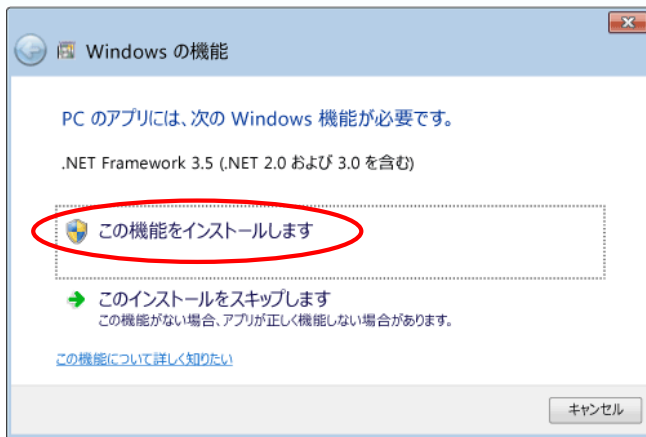 Windows の機能
PC のアプリには、次の Windows 機能が必要です。
.NET Framework 3.5 (.NET 2.0 および 3.0 を含む)
この機能をインストールします
このインストールをスキップします
この機能がない場合、アプリが正しく機能しない場合があります。
この機能について詳しく知りたい
キャンセル